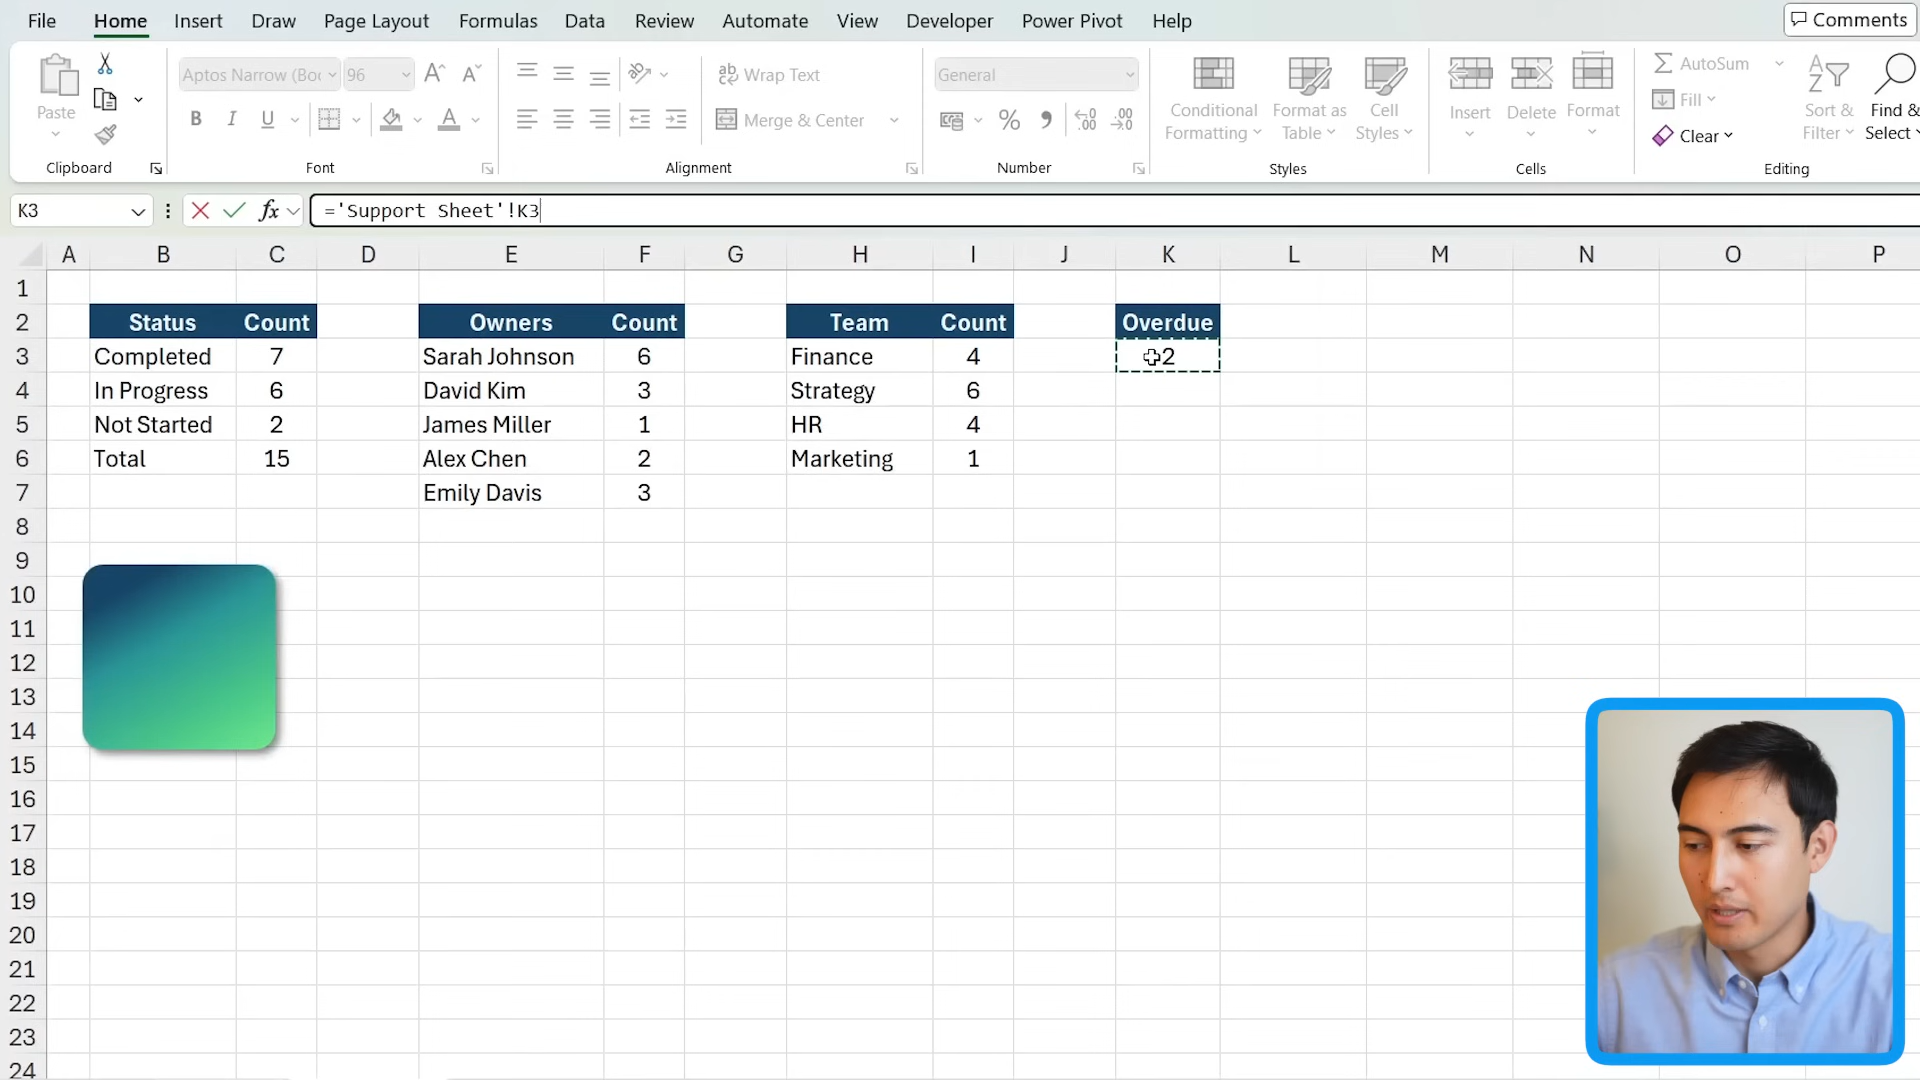 File Home Insert Draw Page Layout Formulas Data Review Automate View Developer Power Pivot Help Comments
Paste
Clipboard
96
B I U A
Font
ab Wrap Text
Merge & Center
Alignment
General
% 9 .00
Number
Conditional Formatting
Format as Table
Cell Styles
Styles
Insert Delete Format
Cells
AutoSum
Fill
Clear
Sort & Filter
Find & Select
Editing
K3 fx ='Support Sheet'!K3
A B C D E F G H I J K L M N O P
1
2 Status Count Owners Count Team Count Overdue
3 Completed 7 Sarah Johnson 6 Finance 4 2
4 In Progress 6 David Kim 3 Strategy 6
5 Not Started 2 James Miller 1 HR 4
6 Total 15 Alex Chen 2 Marketing 1
7 Emily Davis 3
8
9
10
11
12
13
14
15
16
17
18
19
20
21
22
23
24